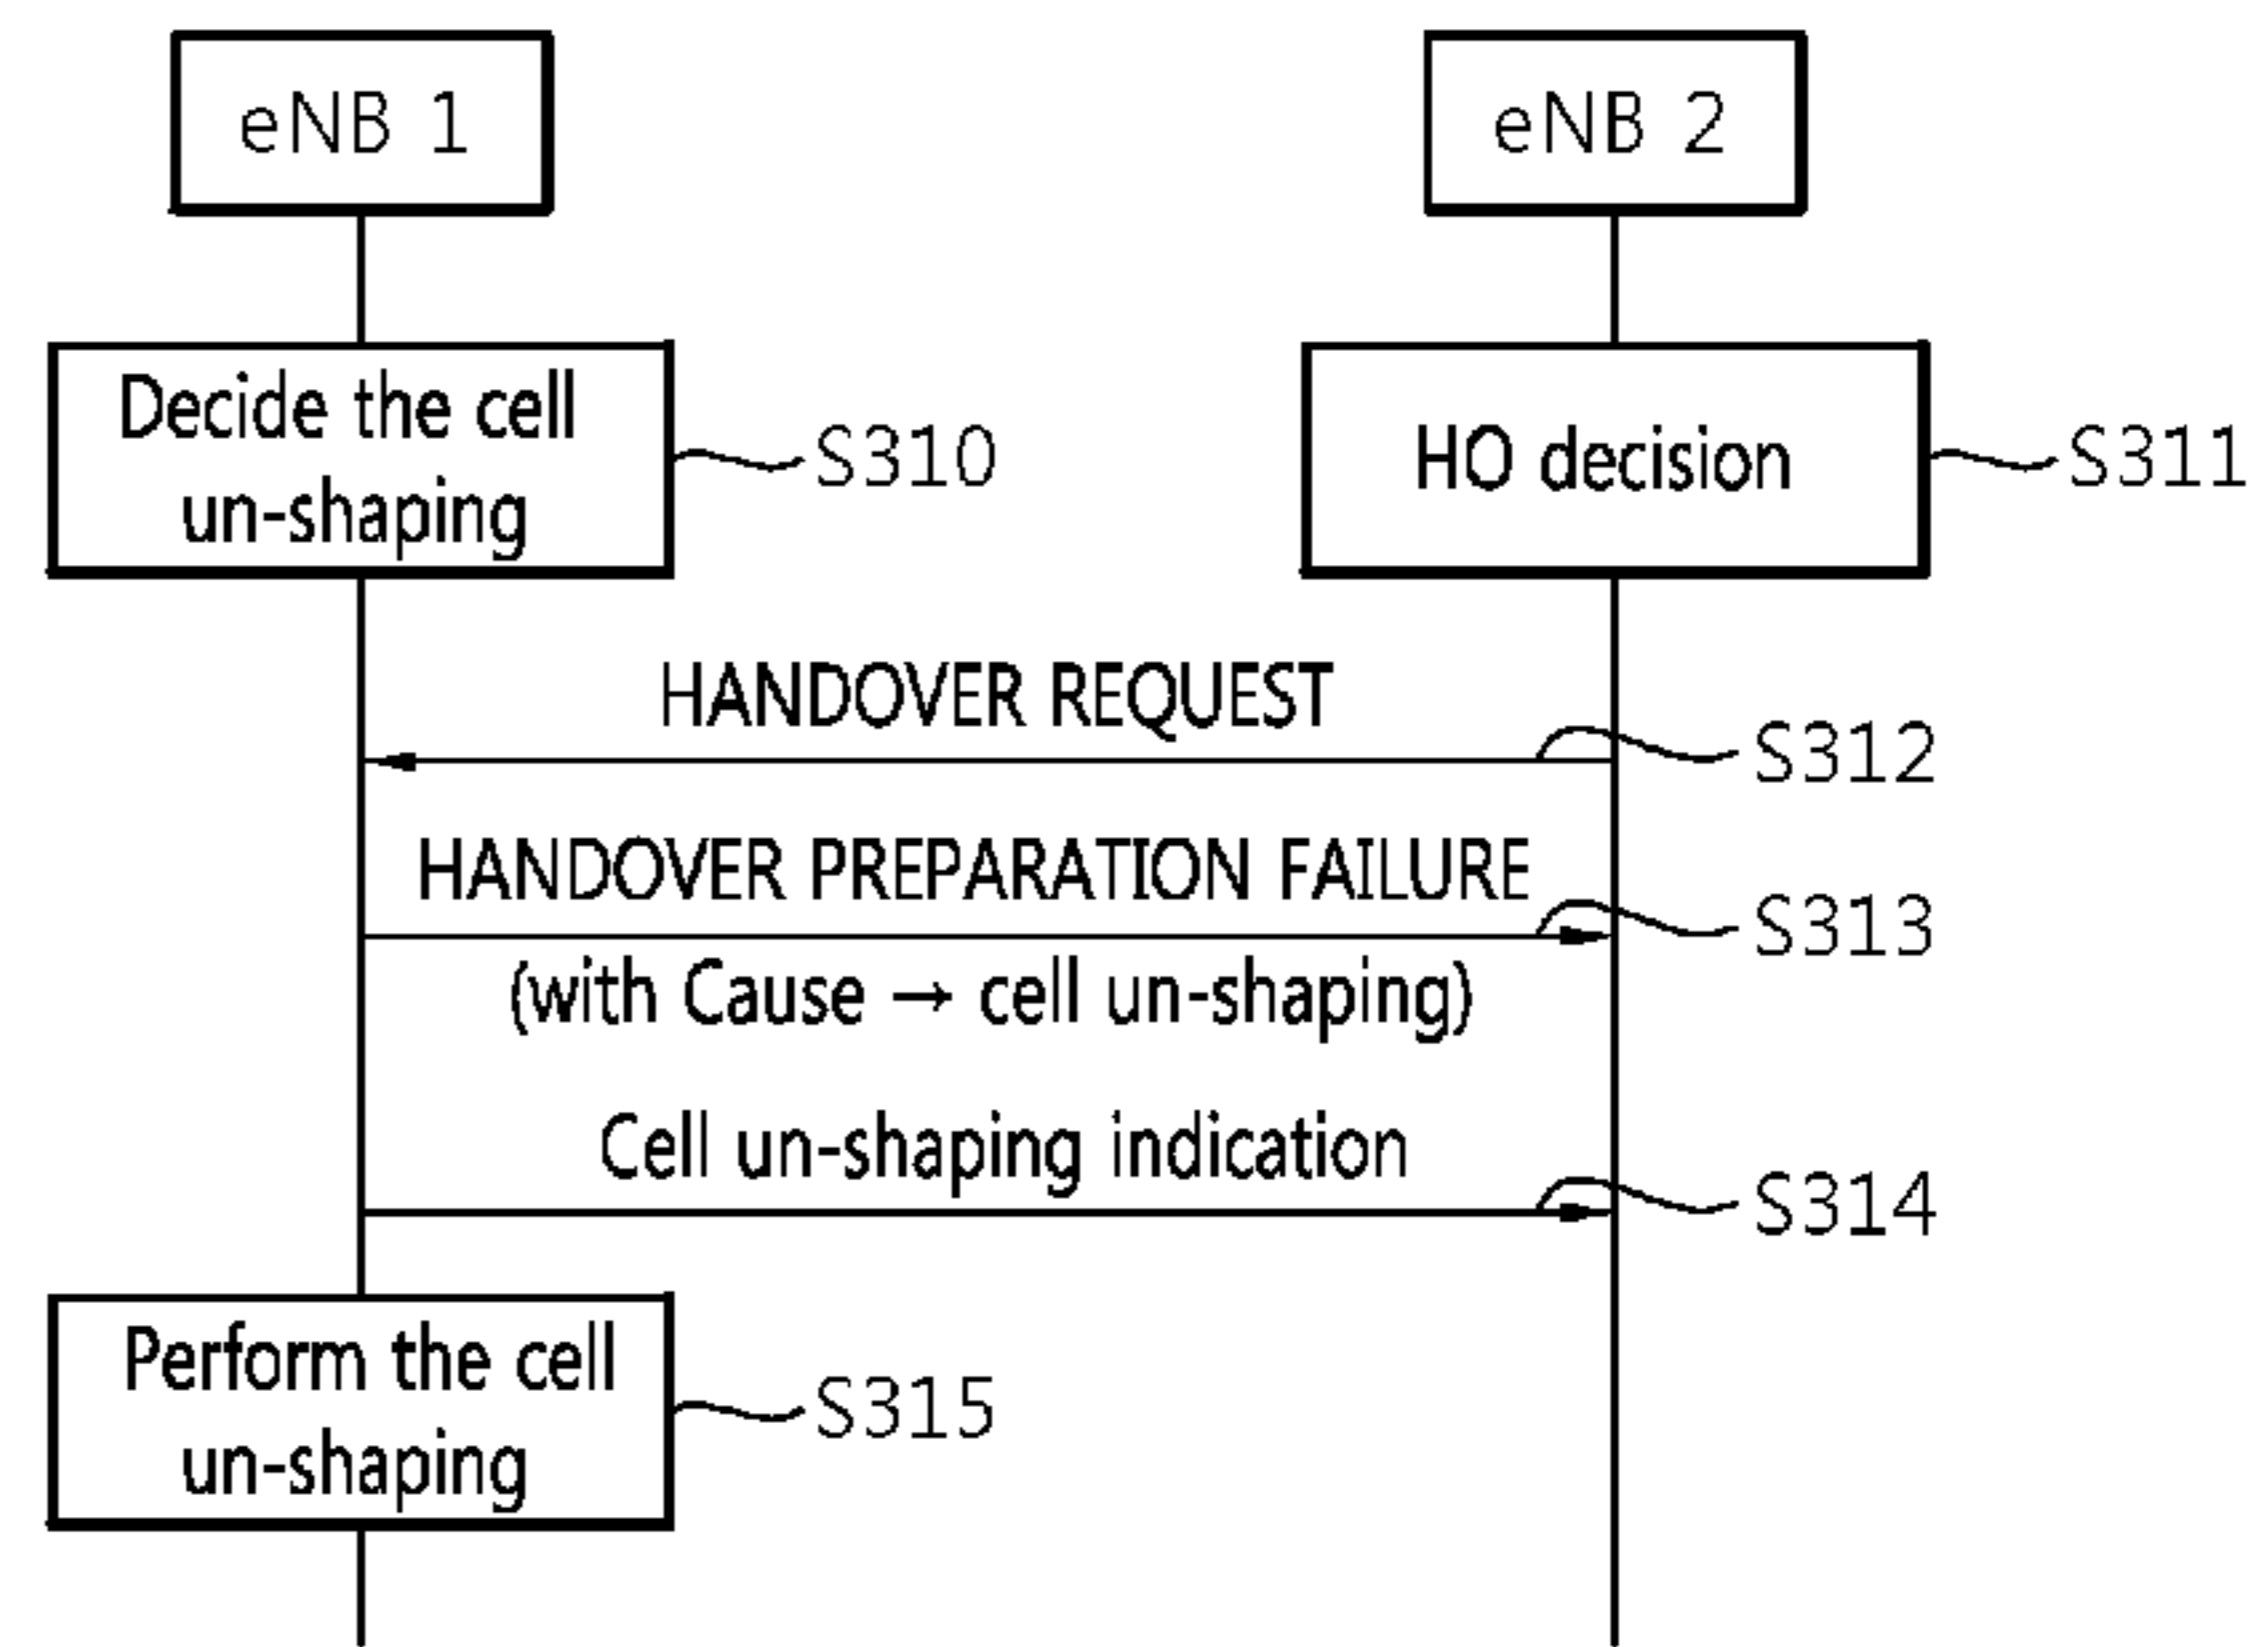 eNB 1
eNB 2
Decide the cell
un-shaping
S310
HO decision
S311
HANDOVER REQUEST
S312
HANDOVER PREPARATION FAILURE
S313
(with Cause → cell un-shaping)
Cell un-shaping indication
S314
Perform the cell
un-shaping
S315